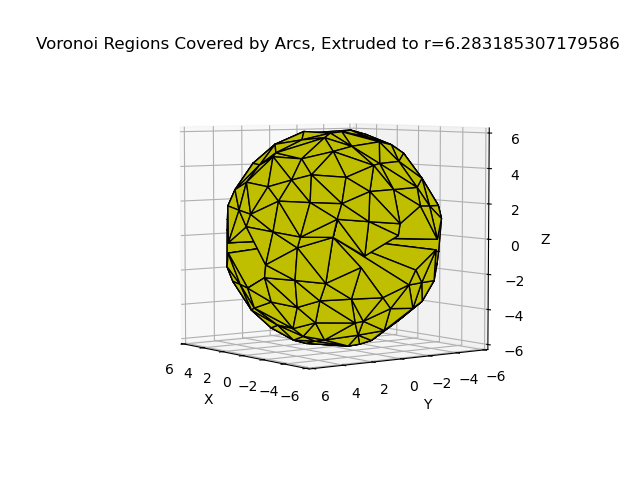 Voronoi Regions Covered by Arcs, Extruded to r=6.283185307179586
6
4
2
0
−2
−4
−6
Z
6 4 2 0 −2 −4 −6
X
6 4 2 0 −2 −4 −6
Y